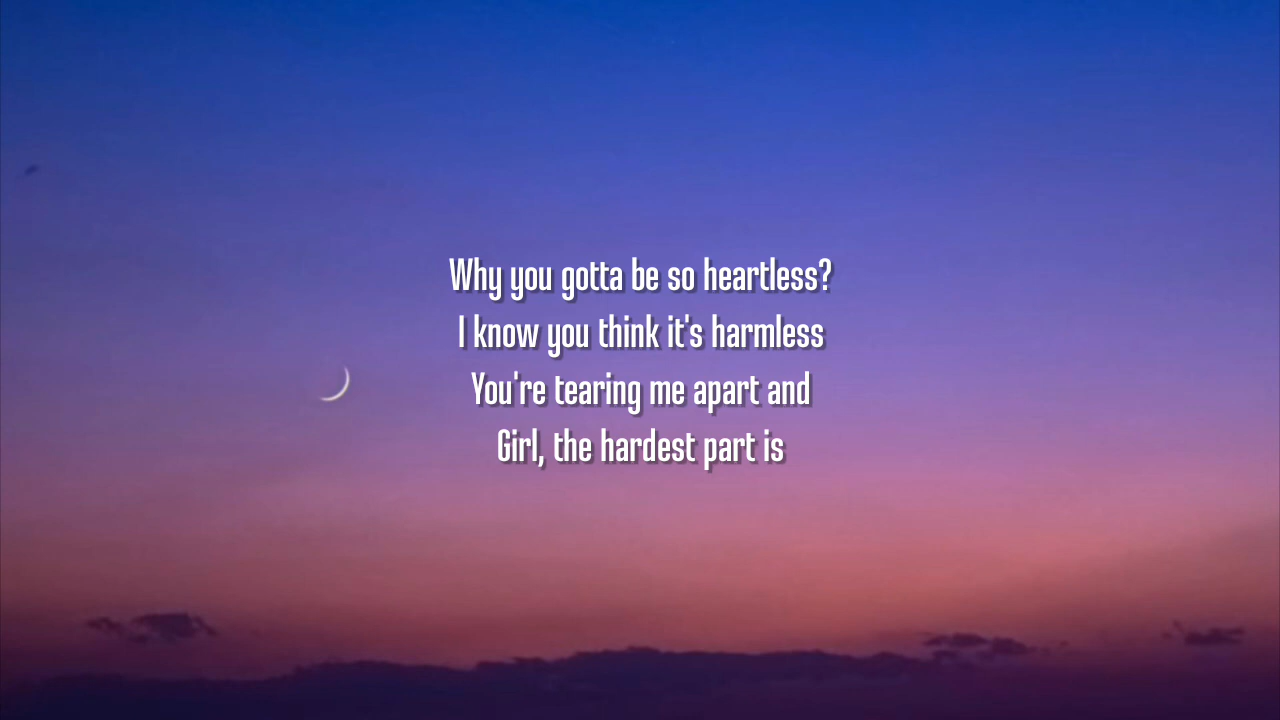 Why you gotta be so heartless?
I know you think it's harmless
You're tearing me apart and
Girl, the hardest part is